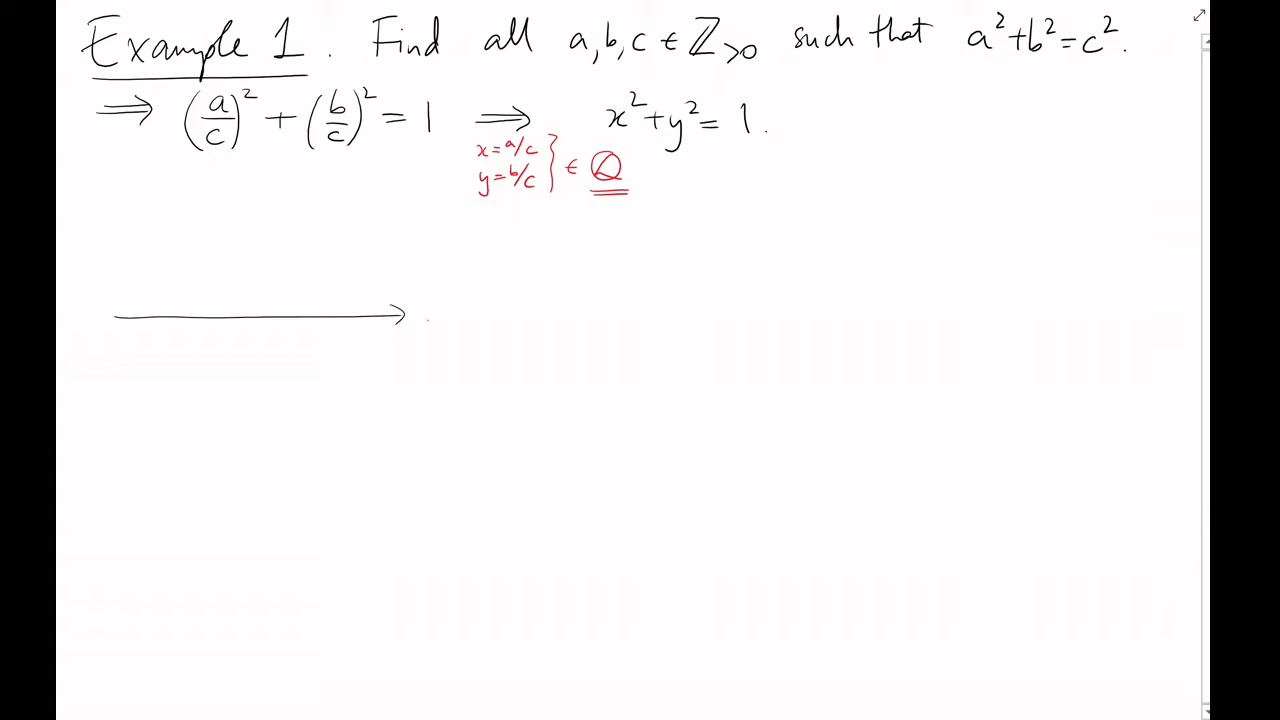 Example 1. Find all a, b, c ∈ ℤ>0 such that a²+b²=c².
⟹ (a/c)² + (b/c)² = 1 ⟹ x²+y²=1.
x=a/c
y=b/c } ∈ ℚ